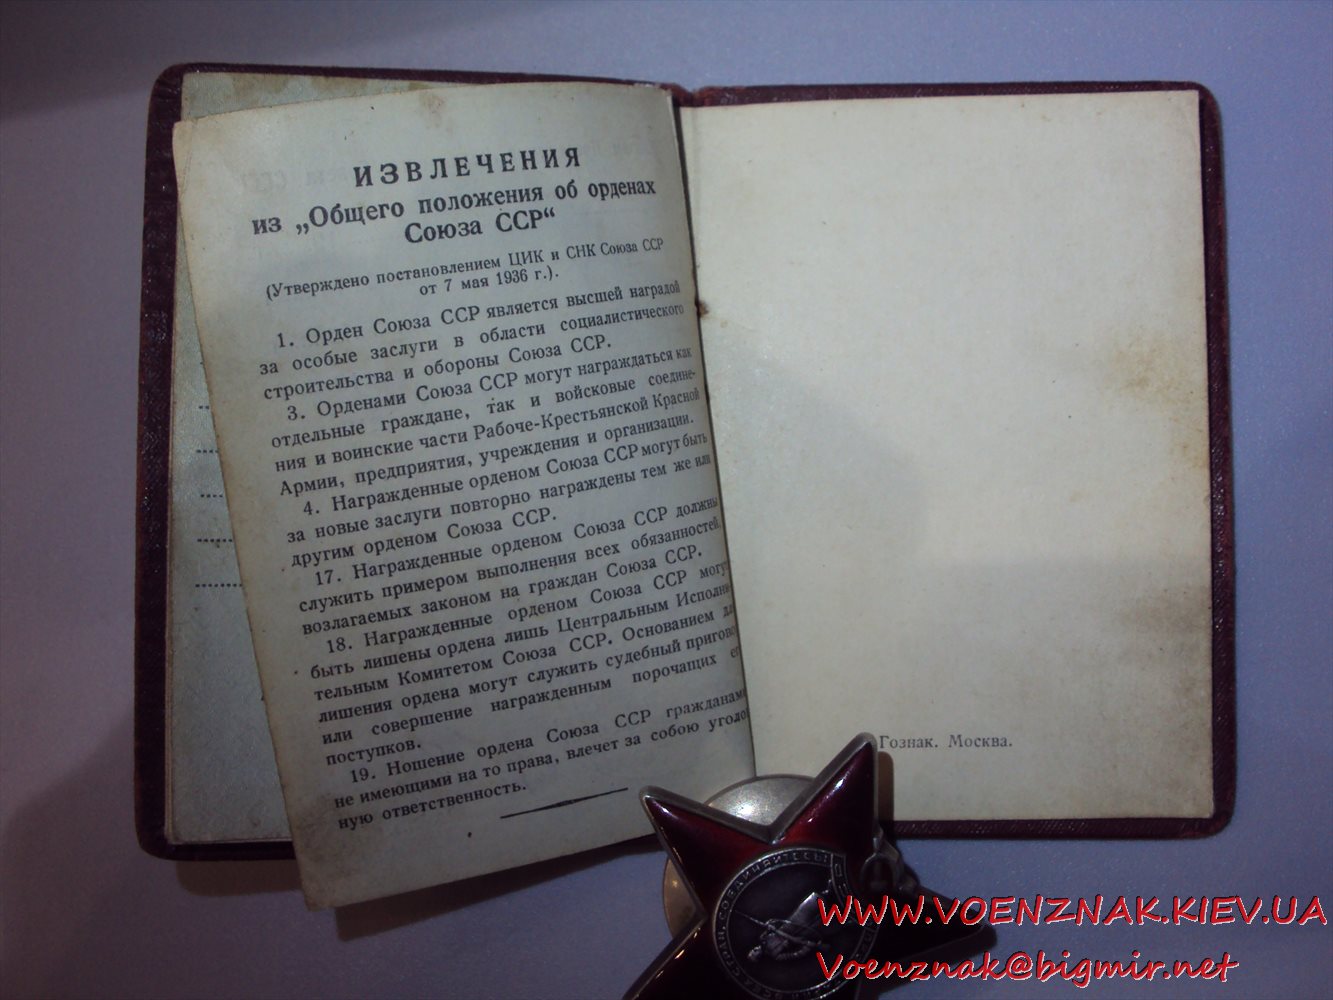 ИЗВЛЕЧЕНИЯ
из „Общего положения об орденах
Союза ССР“
(Утверждено постановлением ЦИК и СНК Союза ССР
от 7 мая 1936 г.).
1. Орден Союза ССР является высшей наградой
за особые заслуги в области социалистического
строительства и обороны Союза ССР.
3. Орденами Союза ССР могут награждаться как
отдельные граждане, так и войсковые соедине-
ния и воинские части Рабоче-Крестьянской Красной
Армии, предприятия, учреждения и организации.
4. Награжденные орденом Союза ССР могут быть
за новые заслуги повторно награждены тем же или
другим орденом Союза ССР.
17. Награжденные орденом Союза ССР должны
служить примером выполнения всех обязанностей,
возлагаемых законом на граждан Союза ССР.
18. Награжденные орденом Союза ССР могут
быть лишены ордена лишь Центральным Исполни-
тельным Комитетом Союза ССР. Основанием для
лишения ордена могут служить судебный приговор
или совершение награжденным порочащих ег
поступков.
19. Ношение ордена Союза ССР гражданами
не имеющими на то права, влечет за собою уголо
ную ответственность.
Гознак. Москва.
СТРАН, СОЕДИНЯЙТЕСЬ!
WWW.VOENZNAK.KIEV.UA
Voenznak@bigmir.net